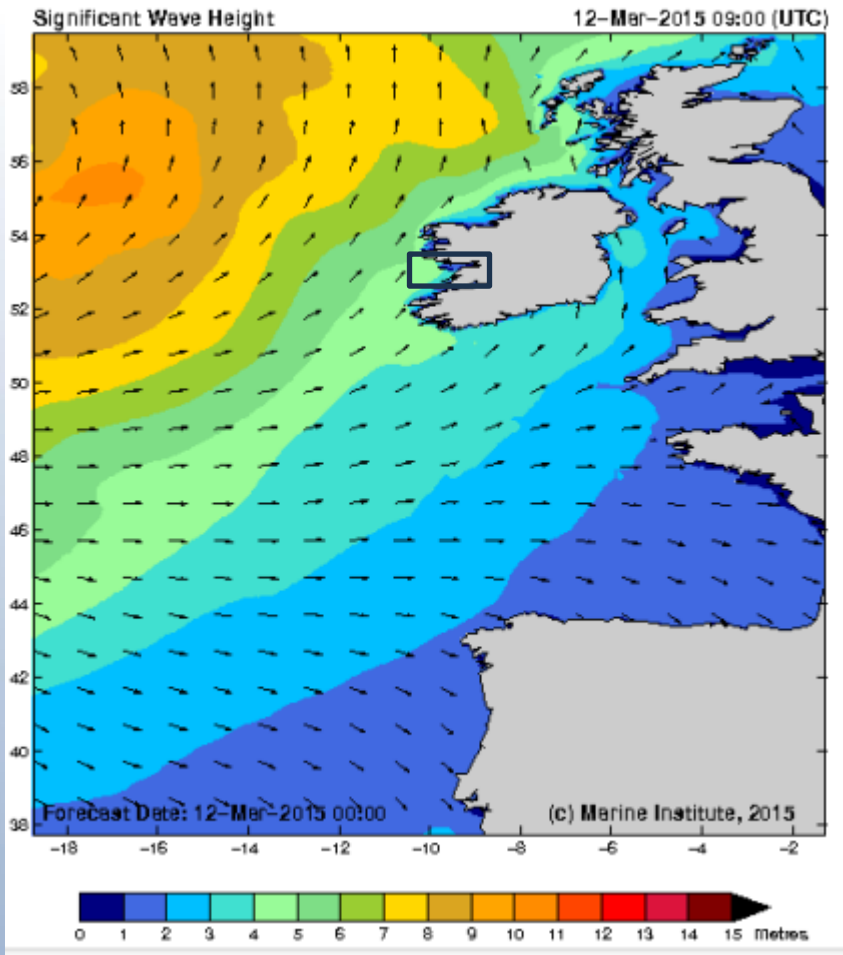 Significant Wave Height 12-Mar-2015 09:00 (UTC)
58
56
54
52
50
48
46
44
42
40
38
Forecast Date: 12-Mar-2015 00:00 (c) Marine Institute, 2015
-18 -16 -14 -12 -10 -8 -6 -4 -2
0 1 2 3 4 5 6 7 8 9 10 11 12 13 14 15 metres